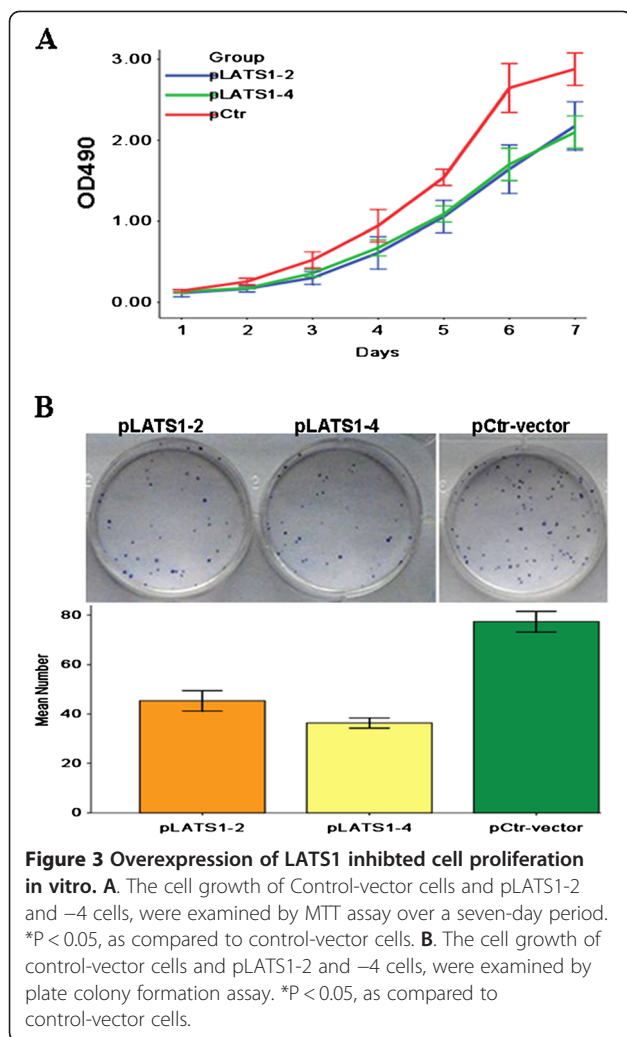 A
Group
pLATS1-2
pLATS1-4
pCtr
3.00
2.00
1.00
0.00
OD490
1 2 3 4 5 6 7
Days
B
pLATS1-2 pLATS1-4 pCtr-vector
80
60
40
20
0
Mean Number
pLATS1-2 pLATS1-4 pCtr-vector
Figure 3 Overexpression of LATS1 inhibted cell proliferation
in vitro. A. The cell growth of Control-vector cells and pLATS1-2
and −4 cells, were examined by MTT assay over a seven-day period.
*P < 0.05, as compared to control-vector cells. B. The cell growth of
control-vector cells and pLATS1-2 and −4 cells, were examined by
plate colony formation assay. *P < 0.05, as compared to
control-vector cells.